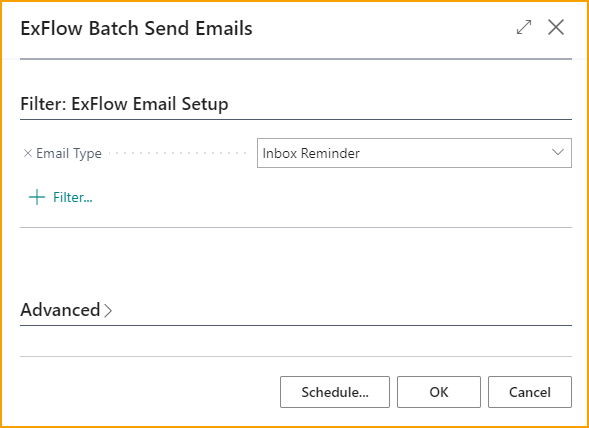 ExFlow Batch Send Emails
Filter: ExFlow Email Setup
Email Type Inbox Reminder
Filter...
Advanced
Schedule... OK Cancel